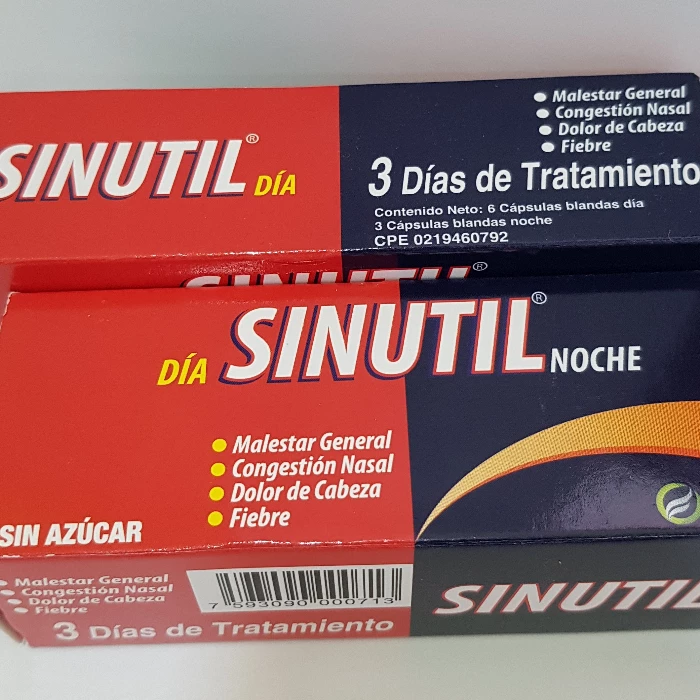 SINUTIL® DÍA
Malestar General
Congestión Nasal
Dolor de Cabeza
Fiebre
3 Días de Tratamiento
Contenido Neto: 6 Cápsulas blandas día
3 Cápsulas blandas noche
CPE 0219460792
SINUTIL®
DÍA SINUTIL® NOCHE
Malestar General
Congestión Nasal
Dolor de Cabeza
Fiebre
SIN AZÚCAR
Malestar General
Congestión Nasal
Dolor de Cabeza
Fiebre
7 593090 000713
3 Días de Tratamiento
SINUTIL